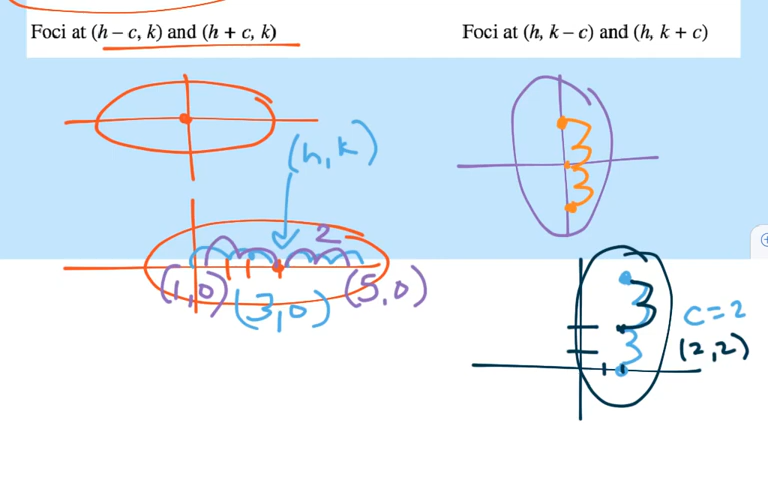 Foci at (h − c, k) and (h + c, k)
Foci at (h, k − c) and (h, k + c)
(h, k)
2
(1,0) (3,0) (5,0)
c=2
(2,2)